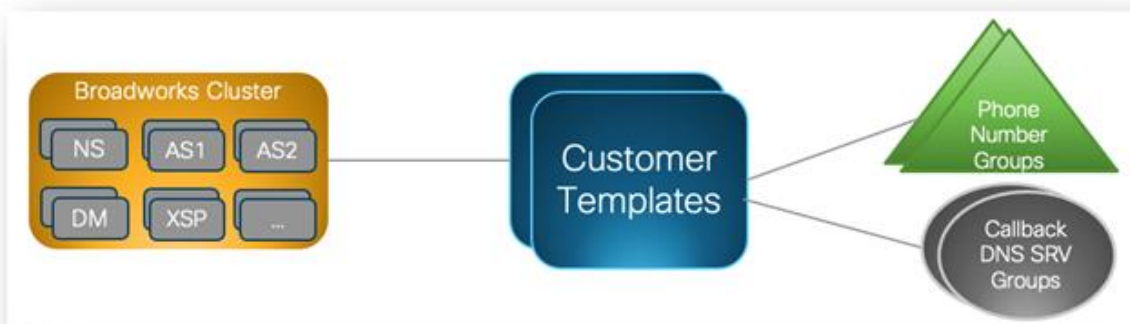 Broadworks Cluster
NS
AS1
AS2
DM
XSP
...
Customer
Templates
Phone
Number
Groups
Callback
DNS SRV
Groups